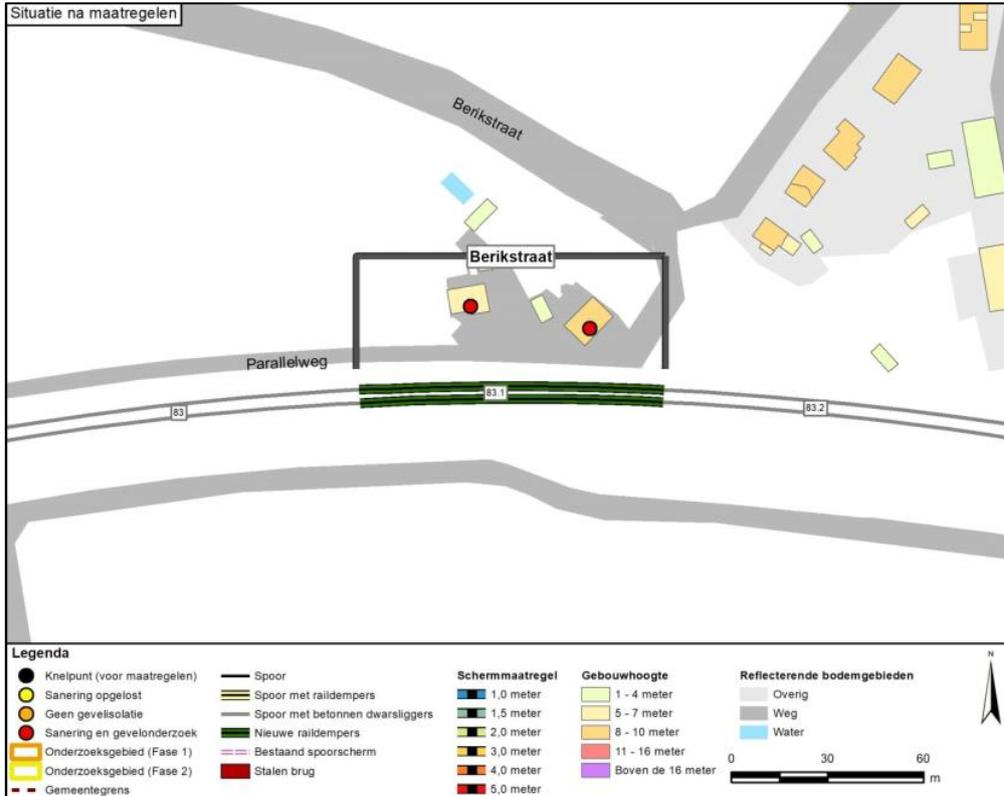 Situatie na maatregelen
Berikstraat
Berikstraat
Parallelweg
83
83.1
83.2
Legenda
Knelpunt (voor maatregelen)
Sanering opgelost
Geen gevelisolatie
Sanering en gevelonderzoek
Onderzoeksgebied (Fase 1)
Onderzoeksgebied (Fase 2)
Gemeentegrens
Spoor
Spoor met raildempers
Spoor met betonnen dwarsliggers
Nieuwe raildempers
Bestaand spoorscherm
Stalen brug
Schermmaatregel
1,0 meter
1,5 meter
2,0 meter
3,0 meter
4,0 meter
5,0 meter
Gebouwhoogte
1 - 4 meter
5 - 7 meter
8 - 10 meter
11 - 16 meter
Boven de 16 meter
Reflecterende bodemgebieden
Overig
Weg
Water
N
0 30 60
m